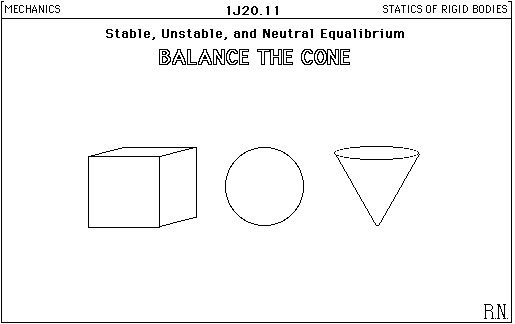 MECHANICS
1J20.11
STATICS OF RIGID BODIES
Stable, Unstable, and Neutral Equalibrium
BALANCE THE CONE
R.N.